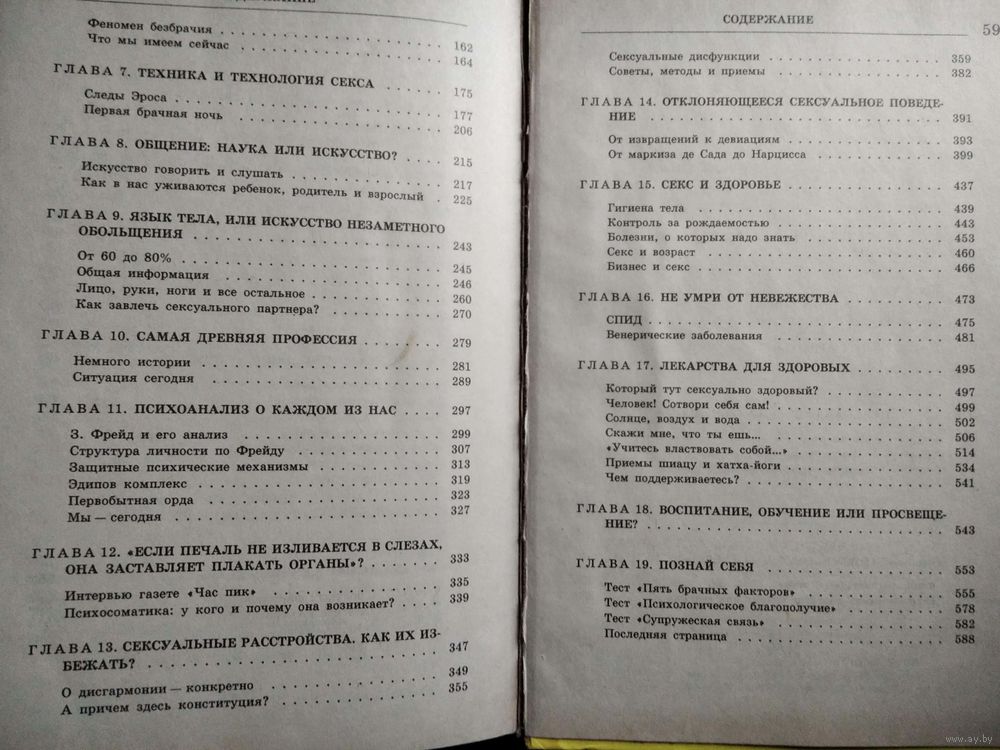 Феномен безбрачия . . . . . . . . . . . . . . . . . 162
Что мы имеем сейчас . . . . . . . . . . . . . . . . 164
ГЛАВА 7. ТЕХНИКА И ТЕХНОЛОГИЯ СЕКСА . . . . . 175
Следы Эроса . . . . . . . . . . . . . . . . . . . . 177
Первая брачная ночь . . . . . . . . . . . . . . . . 206
ГЛАВА 8. ОБЩЕНИЕ: НАУКА ИЛИ ИСКУССТВО? . . . . 215
Искусство говорить и слушать . . . . . . . . . . . 217
Как в нас уживаются ребенок, родитель и взрослый . 225
ГЛАВА 9. ЯЗЫК ТЕЛА, ИЛИ ИСКУССТВО НЕЗАМЕТНОГО
ОБОЛЬЩЕНИЯ . . . . . . . . . . . . . . . . . . 243
От 60 до 80% . . . . . . . . . . . . . . . . . . . 245
Общая информация . . . . . . . . . . . . . . . . . 246
Лицо, руки, ноги и все остальное . . . . . . . . . 260
Как завлечь сексуального партнера? . . . . . . . . 270
ГЛАВА 10. САМАЯ ДРЕВНЯЯ ПРОФЕССИЯ . . . . . . 279
Немного истории . . . . . . . . . . . . . . . . . . 281
Ситуация сегодня . . . . . . . . . . . . . . . . . 289
ГЛАВА 11. ПСИХОАНАЛИЗ О КАЖДОМ ИЗ НАС . . . . 297
З. Фрейд и его анализ . . . . . . . . . . . . . . . 299
Структура личности по Фрейду . . . . . . . . . . . 307
Защитные психические механизмы . . . . . . . . . . 313
Эдипов комплекс . . . . . . . . . . . . . . . . . . 319
Первобытная орда . . . . . . . . . . . . . . . . . 323
Мы — сегодня . . . . . . . . . . . . . . . . . . . 327
ГЛАВА 12. «ЕСЛИ ПЕЧАЛЬ НЕ ИЗЛИВАЕТСЯ В СЛЕЗАХ,
ОНА ЗАСТАВЛЯЕТ ПЛАКАТЬ ОРГАНЫ»? . . . . . . . 333
Интервью газете «Час пик» . . . . . . . . . . . . . 335
Психосоматика: у кого и почему она возникает? . . . . 339
ГЛАВА 13. СЕКСУАЛЬНЫЕ РАССТРОЙСТВА. КАК ИХ ИЗ-
БЕЖАТЬ? . . . . . . . . . . . . . . . . . . . . 347
О дисгармонии — конкретно . . . . . . . . . . . . . 349
А причем здесь конституция? . . . . . . . . . . . . 355
СОДЕРЖАНИЕ 59
Сексуальные дисфункции . . . . . . . . . . . . . . 359
Советы, методы и приемы . . . . . . . . . . . . . . 382
ГЛАВА 14. ОТКЛОНЯЮЩЕЕСЯ СЕКСУАЛЬНОЕ ПОВЕДЕ-
НИЕ . . . . . . . . . . . . . . . . . . . . . . 391
От извращений к девиациям . . . . . . . . . . . . . 393
От маркиза де Сада до Нарцисса . . . . . . . . . . 399
ГЛАВА 15. СЕКС И ЗДОРОВЬЕ . . . . . . . . . . . 437
Гигиена тела . . . . . . . . . . . . . . . . . . . 439
Контроль за рождаемостью . . . . . . . . . . . . . 443
Болезни, о которых надо знать . . . . . . . . . . . 453
Секс и возраст . . . . . . . . . . . . . . . . . . 460
Бизнес и секс . . . . . . . . . . . . . . . . . . . 466
ГЛАВА 16. НЕ УМРИ ОТ НЕВЕЖЕСТВА . . . . . . . 473
СПИД . . . . . . . . . . . . . . . . . . . . . . . 475
Венерические заболевания . . . . . . . . . . . . . 481
ГЛАВА 17. ЛЕКАРСТВА ДЛЯ ЗДОРОВЫХ . . . . . . 495
Который тут сексуально здоровый? . . . . . . . . . 497
Человек! Сотвори себя сам! . . . . . . . . . . . . 499
Солнце, воздух и вода . . . . . . . . . . . . . . . 502
Скажи мне, что ты ешь... . . . . . . . . . . . . . 506
«Учитесь властвовать собой...» . . . . . . . . . . 514
Приемы шиацу и хатха-йоги . . . . . . . . . . . . . 534
Чем поддерживаетесь? . . . . . . . . . . . . . . . 541
ГЛАВА 18. ВОСПИТАНИЕ, ОБУЧЕНИЕ ИЛИ ПРОСВЕЩЕ-
НИЕ? . . . . . . . . . . . . . . . . . . . . . 543
ГЛАВА 19. ПОЗНАЙ СЕБЯ . . . . . . . . . . . . . 553
Тест «Пять брачных факторов» . . . . . . . . . . . 555
Тест «Психологическое благополучие» . . . . . . . . 578
Тест «Супружеская связь» . . . . . . . . . . . . . 582
Последняя страница . . . . . . . . . . . . . . . . 588
www.ay.by